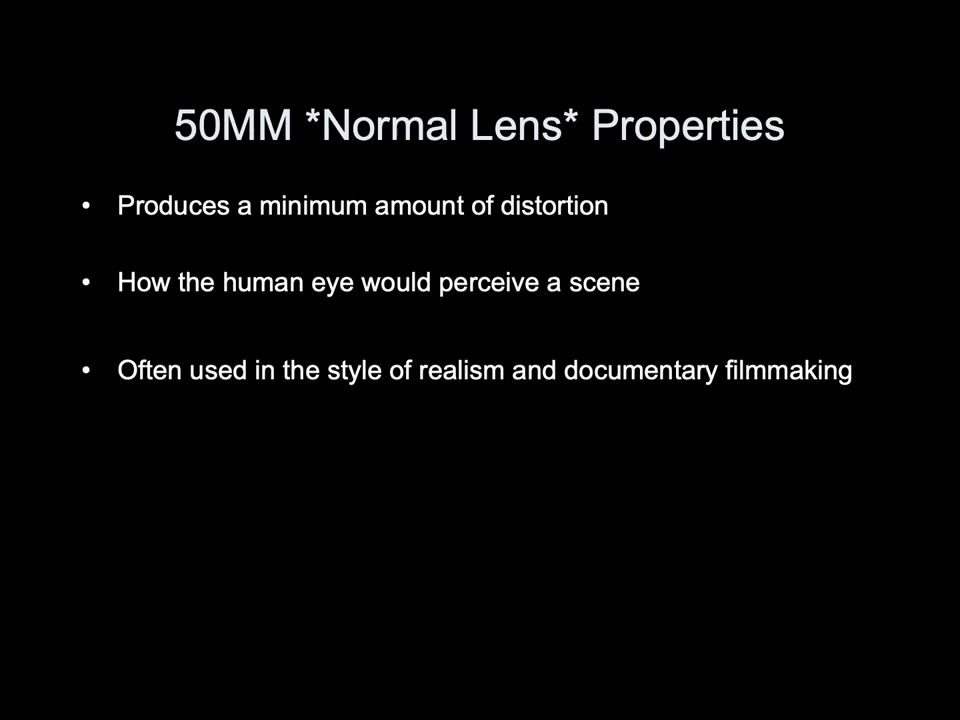 50MM *Normal Lens* Properties
• Produces a minimum amount of distortion
• How the human eye would perceive a scene
• Often used in the style of realism and documentary filmmaking